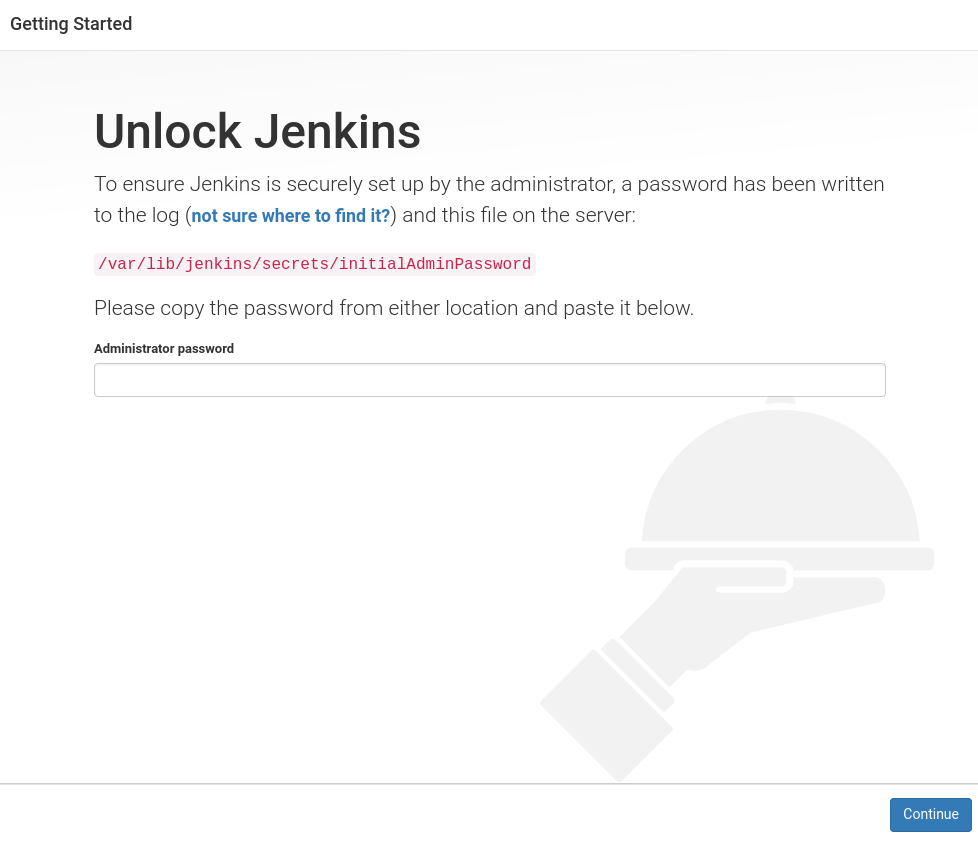 Getting Started
Unlock Jenkins
To ensure Jenkins is securely set up by the administrator, a password has been written
to the log (not sure where to find it?) and this file on the server:
/var/lib/jenkins/secrets/initialAdminPassword
Please copy the password from either location and paste it below.
Administrator password
Continue